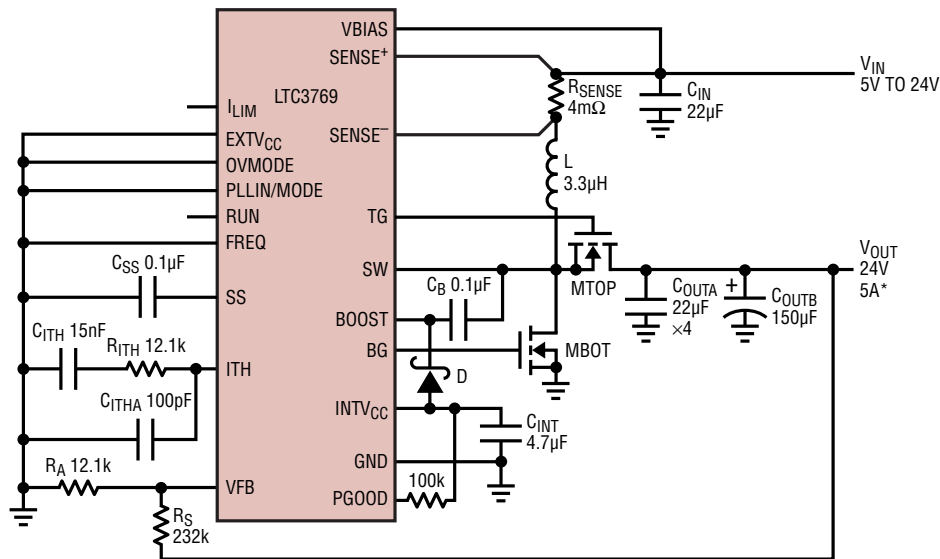 LTC3769
VBIAS
SENSE+
SENSE–
TG
SW
BOOST
BG
INTVCC
GND
PGOOD
ILIM
EXTVCC
OVMODE
PLLIN/MODE
RUN
FREQ
SS
ITH
VFB
CSS 0.1µF
CITH 15nF
RITH 12.1k
CITHA 100pF
RA 12.1k
RS
232k
RSENSE
4mΩ
CIN
22µF
VIN
5V TO 24V
L
3.3µH
MTOP
CB 0.1µF
D
MBOT
CINT
4.7µF
100k
COUTA
22µF
×4
+
COUTB
150µF
VOUT
24V
5A*